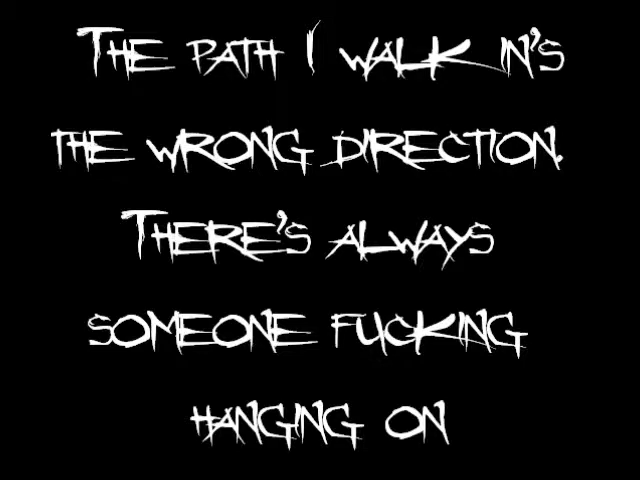 The path I walk in's
the wrong direction.
There's always
someone fucking
hanging on